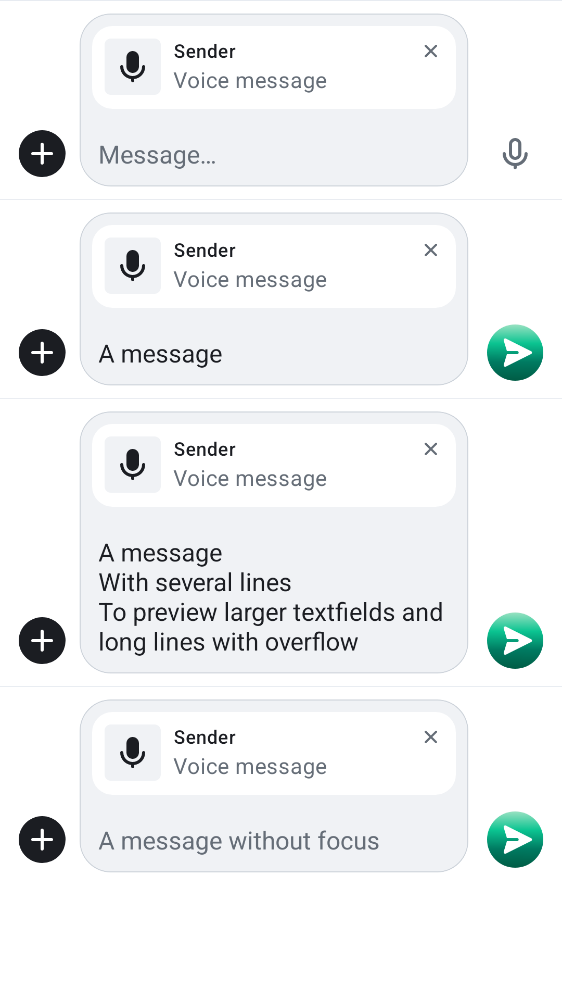 Sender
Voice message
Message…
Sender
Voice message
A message
Sender
Voice message
A message
With several lines
To preview larger textfields and
long lines with overflow
Sender
Voice message
A message without focus